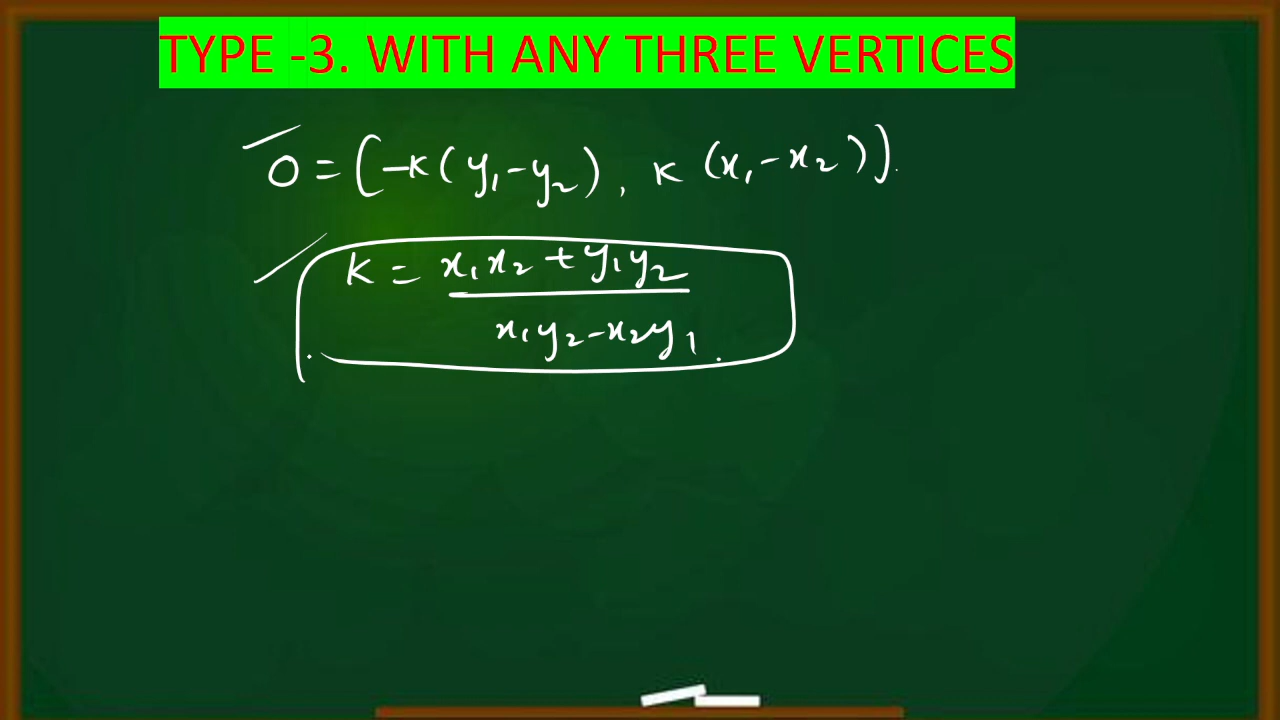 TYPE -3. WITH ANY THREE VERTICES
O = (-K(y₁-y₂), K(x₁-x₂)).
K = x₁x₂ + y₁y₂
x₁y₂-x₂y₁.